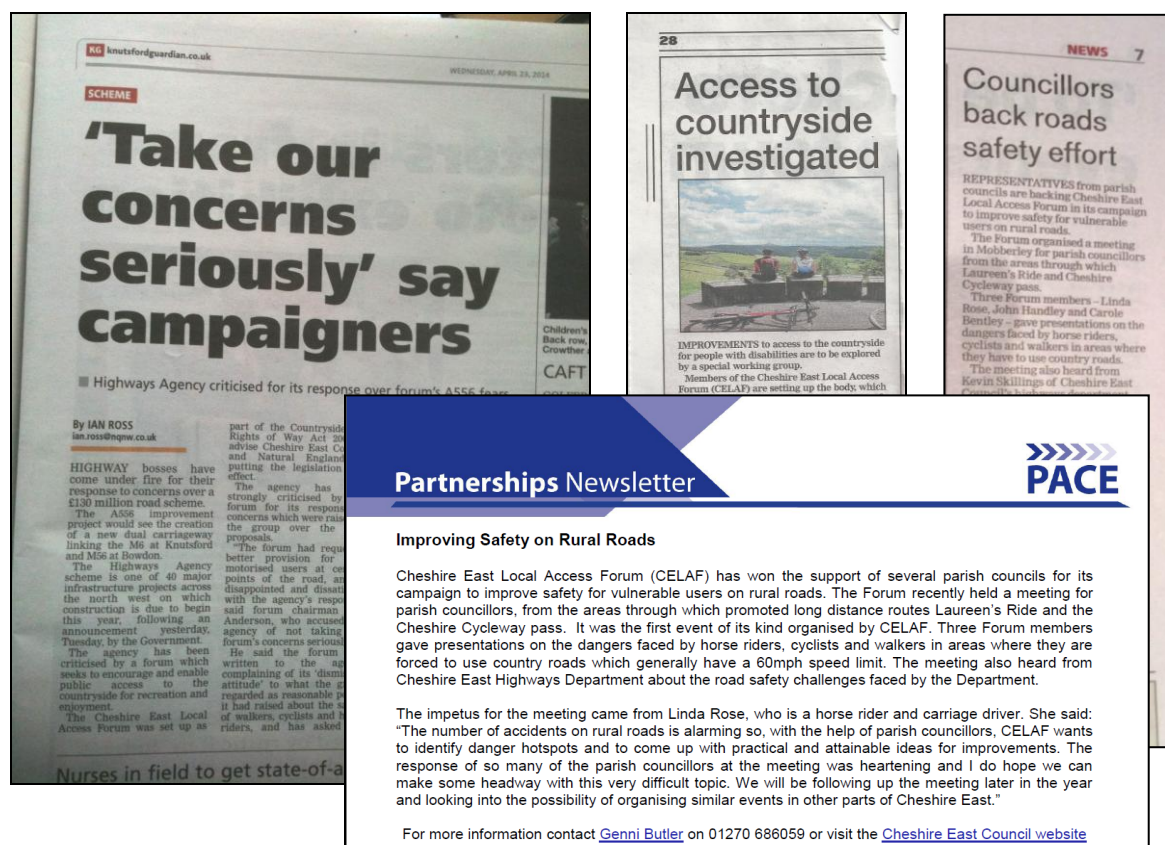 KG knutsfordguardian.co.uk
WEDNESDAY, APRIL 23, 2014
SCHEME
'Take our
concerns
seriously' say
campaigners
Highways Agency criticised for its response over forum's A556 fears
By IAN ROSS
ian.ross@nqnw.co.uk
HIGHWAY bosses have
come under fire for their
response to concerns over a
£130 million road scheme.
The A556 improvement
project would see the creation
of a new dual carriageway
linking the M6 at Knutsford
and M56 at Bowdon.
The Highways Agency
scheme is one of 40 major
infrastructure projects across
the north west on which
construction is due to begin
this year, following an
announcement yesterday,
Tuesday, by the Government.
The agency has been
criticised by a forum which
seeks to encourage and enable
public access to the
countryside for recreation and
enjoyment.
The Cheshire East Local
Access Forum was set up as
part of the Countryside
Rights of Way Act
advise Cheshire East
and Natural England
putting the legislation
effect.
The agency has
strongly criticised by
forum for its
concerns which were
the group over the
proposals.
"The forum had
better provision for
motorised users at
points of the road,
disappointed and
with the agency's
said forum chairman
Anderson, who accused
agency of not taking
forum's concerns
He said the forum
written to the
complaining of its
attitude' to what the
regarded as reasonable
it had raised about the
of walkers, cyclists and
riders, and has asked
Children's
Back row,
Crowther
CAFT
Nurses in field to get state-of-a
28
Access to
countryside
investigated
IMPROVEMENTS to access to the countryside
for people with disabilities are to be explored
by a special working group.
Members of the Cheshire East Local Access
Forum (CELAF) are setting up the body, which
NEWS 7
Councillors
back roads
safety effort
REPRESENTATIVES from parish
councils are backing Cheshire East
Local Access Forum in its campaign
to improve safety for vulnerable
users on rural roads.
The Forum organised a meeting
in Mobberley for parish councillors
from the areas through which
Laureen's Ride and Cheshire
Cycleway pass.
Three Forum members – Linda
Rose, John Handley and Carole
Bentley – gave presentations on the
dangers faced by horse riders,
cyclists and walkers in areas where
they have to use country roads.
The meeting also heard from
Kevin Skillings of Cheshire East
Council's highways department
Partnerships Newsletter
PACE
Improving Safety on Rural Roads
Cheshire East Local Access Forum (CELAF) has won the support of several parish councils for its
campaign to improve safety for vulnerable users on rural roads. The Forum recently held a meeting for
parish councillors, from the areas through which promoted long distance routes Laureen's Ride and the
Cheshire Cycleway pass. It was the first event of its kind organised by CELAF. Three Forum members
gave presentations on the dangers faced by horse riders, cyclists and walkers in areas where they are
forced to use country roads which generally have a 60mph speed limit. The meeting also heard from
Cheshire East Highways Department about the road safety challenges faced by the Department.
The impetus for the meeting came from Linda Rose, who is a horse rider and carriage driver. She said:
"The number of accidents on rural roads is alarming so, with the help of parish councillors, CELAF wants
to identify danger hotspots and to come up with practical and attainable ideas for improvements. The
response of so many of the parish councillors at the meeting was heartening and I do hope we can
make some headway with this very difficult topic. We will be following up the meeting later in the year
and looking into the possibility of organising similar events in other parts of Cheshire East."
For more information contact Genni Butler on 01270 686059 or visit the Cheshire East Council website